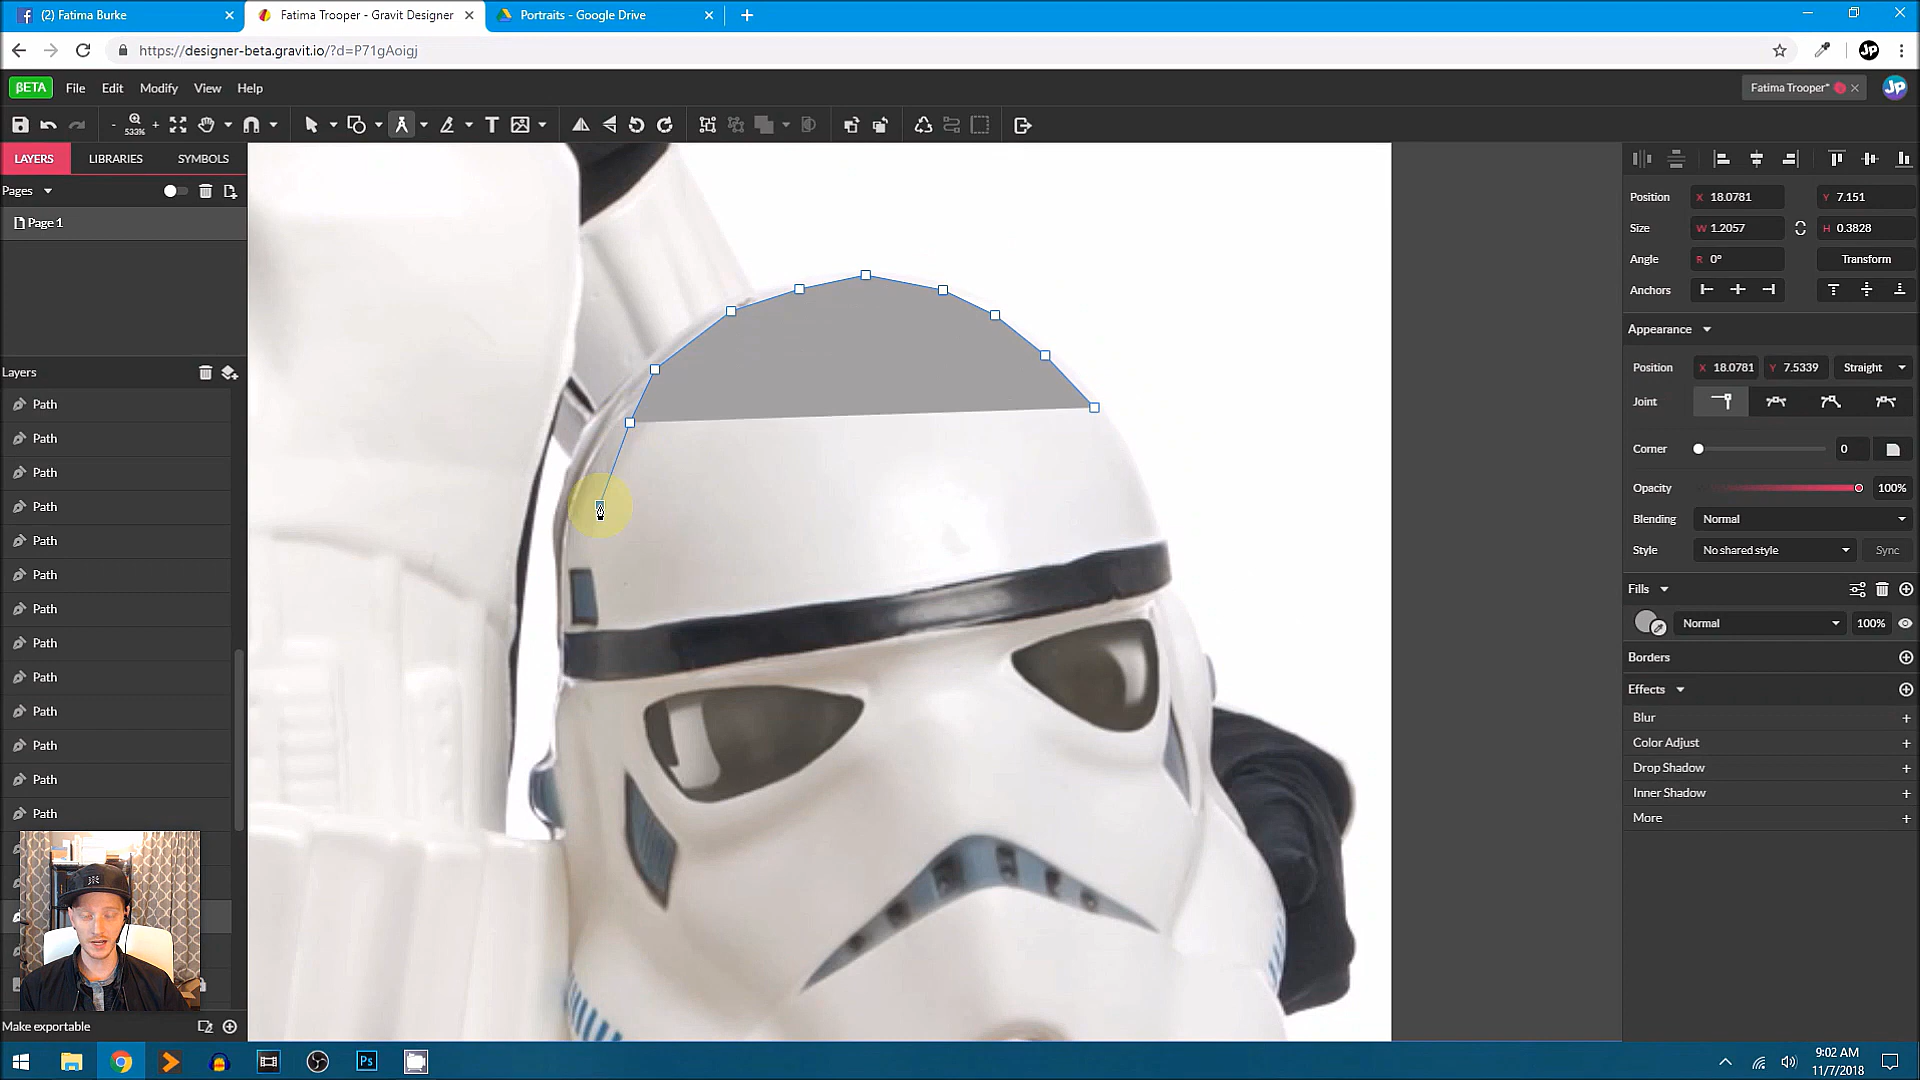 (2) Fatima Burke
Fatima Trooper - Gravit Designer
Portraits - Google Drive
https://designer-beta.gravit.io/?d=P71gAoigj
BETA
File
Edit
Modify
View
Help
Fatima Trooper*
533%
LAYERS
LIBRARIES
SYMBOLS
Pages
Page 1
Layers
Path
Path
Path
Path
Path
Path
Path
Path
Path
Path
Path
Path
Path
Make exportable
Position
X 18.0781
Y 7.151
Size
W 1.2057
H 0.3828
Angle
R 0°
Transform
Anchors
Appearance
Position
X 18.0781
Y 7.5339
Straight
Joint
Corner
0
Opacity
100%
Blending
Normal
Style
No shared style
Sync
Fills
Normal
100%
Borders
Effects
Blur
Color Adjust
Drop Shadow
Inner Shadow
More
Ps
9:02 AM
11/7/2018